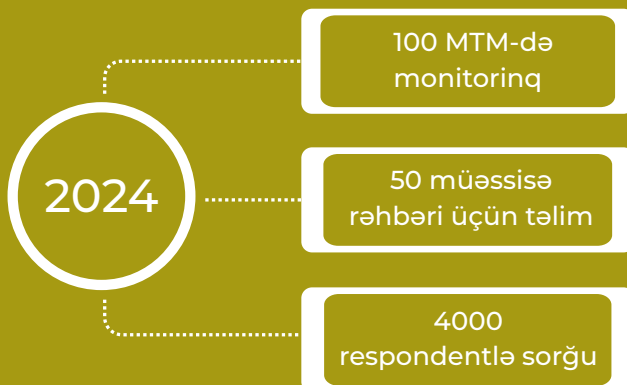 2024
100 MTM-də
monitorinq
50 müəssisə
rəhbəri üçün təlim
4000
respondentlə sorğu